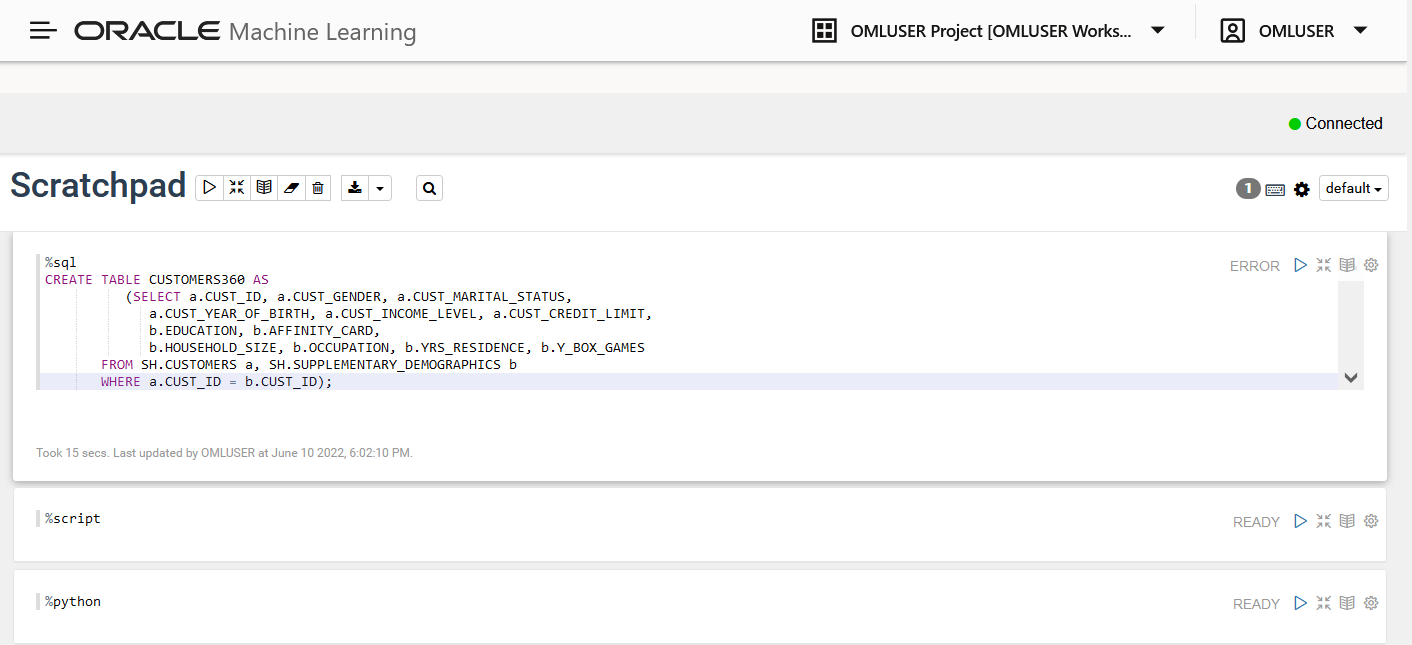 ORACLE Machine Learning
OMLUSER Project [OMLUSER Works...
OMLUSER
Connected
Scratchpad
1
default
%sql
CREATE TABLE CUSTOMERS360 AS
(SELECT a.CUST_ID, a.CUST_GENDER, a.CUST_MARITAL_STATUS,
a.CUST_YEAR_OF_BIRTH, a.CUST_INCOME_LEVEL, a.CUST_CREDIT_LIMIT,
b.EDUCATION, b.AFFINITY_CARD,
b.HOUSEHOLD_SIZE, b.OCCUPATION, b.YRS_RESIDENCE, b.Y_BOX_GAMES
FROM SH.CUSTOMERS a, SH.SUPPLEMENTARY_DEMOGRAPHICS b
WHERE a.CUST_ID = b.CUST_ID);
ERROR
Took 15 secs. Last updated by OMLUSER at June 10 2022, 6:02:10 PM.
%script
READY
%python
READY